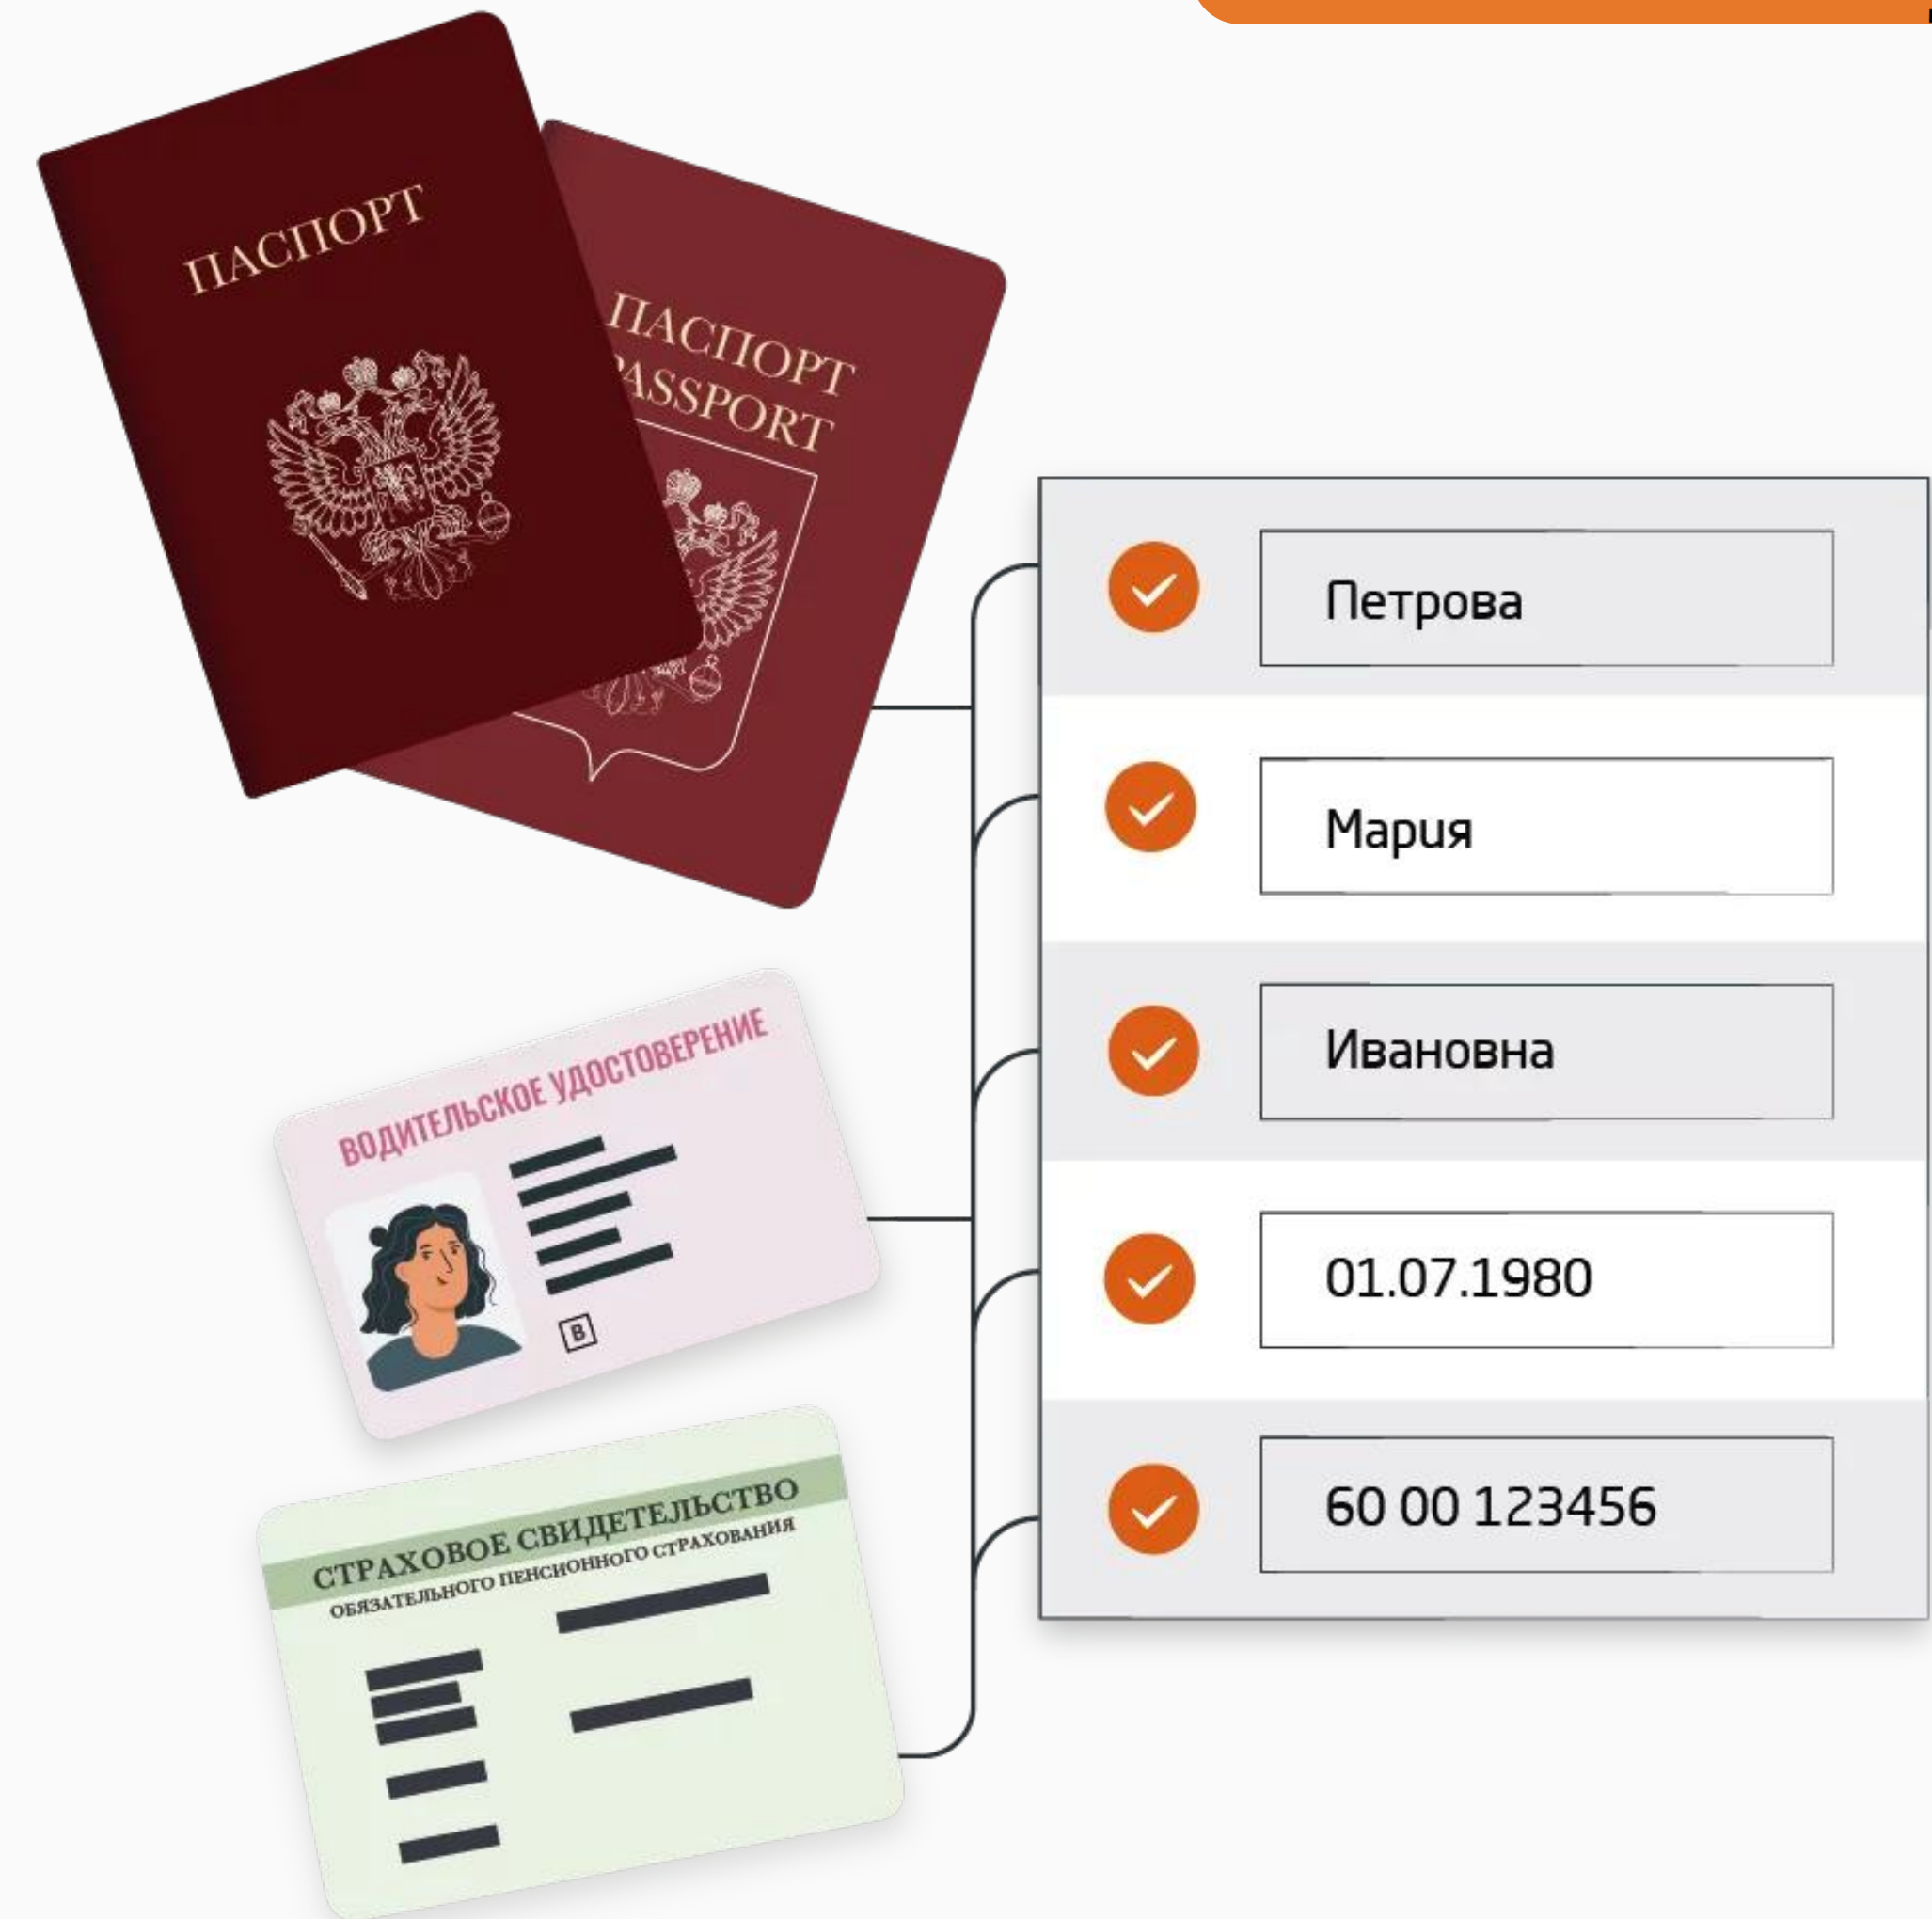 ПАСПОРТ
ПАСПОРТ
PASSPORT
ВОДИТЕЛЬСКОЕ УДОСТОВЕРЕНИЕ
B
СТРАХОВОЕ СВИДЕТЕЛЬСТВО
ОБЯЗАТЕЛЬНОГО ПЕНСИОННОГО СТРАХОВАНИЯ
Петрова
Мария
Ивановна
01.07.1980
60 00 123456